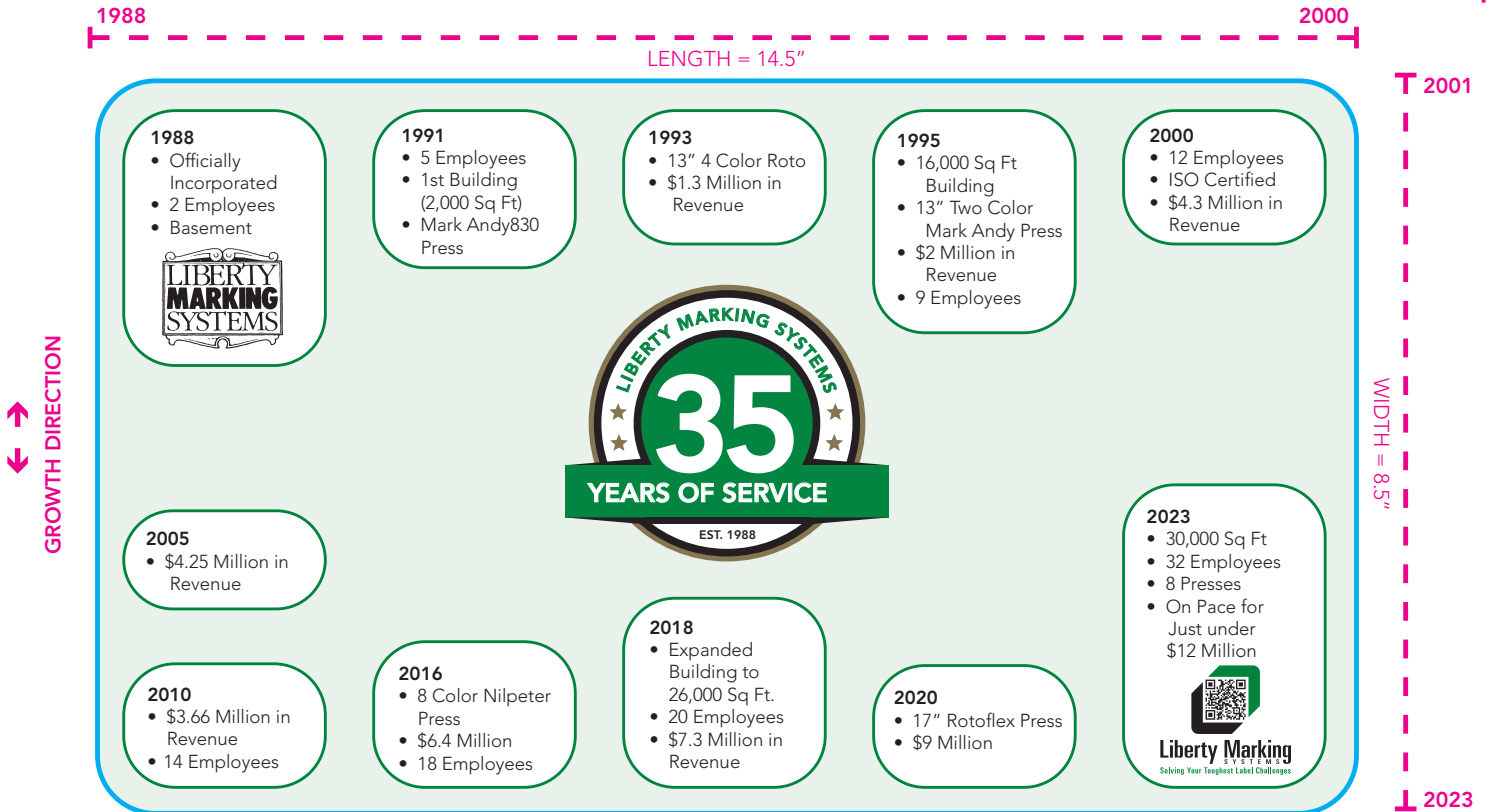 1988
2000
LENGTH = 14.5”
2001
1988
• Officially
Incorporated
• 2 Employees
• Basement
LIBERTY
MARKING
SYSTEMS
1991
• 5 Employees
• 1st Building
(2,000 Sq Ft)
• Mark Andy830
Press
1993
• 13” 4 Color Roto
• $1.3 Million in
Revenue
1995
• 16,000 Sq Ft
Building
• 13” Two Color
Mark Andy Press
• $2 Million in
Revenue
• 9 Employees
2000
• 12 Employees
• ISO Certified
• $4.3 Million in
Revenue
GROWTH DIRECTION
LIBERTY MARKING SYSTEMS
35
YEARS OF SERVICE
EST. 1988
WIDTH = 8.5”
2005
• $4.25 Million in
Revenue
2010
• $3.66 Million in
Revenue
• 14 Employees
2016
• 8 Color Nilpeter
Press
• $6.4 Million
• 18 Employees
2018
• Expanded
Building to
26,000 Sq Ft.
• 20 Employees
• $7.3 Million in
Revenue
2020
• 17” Rotoflex Press
• $9 Million
2023
• 30,000 Sq Ft
• 32 Employees
• 8 Presses
• On Pace for
Just under
$12 Million
Liberty Marking
SYSTEMS
Solving Your Toughest Label Challenges
2023